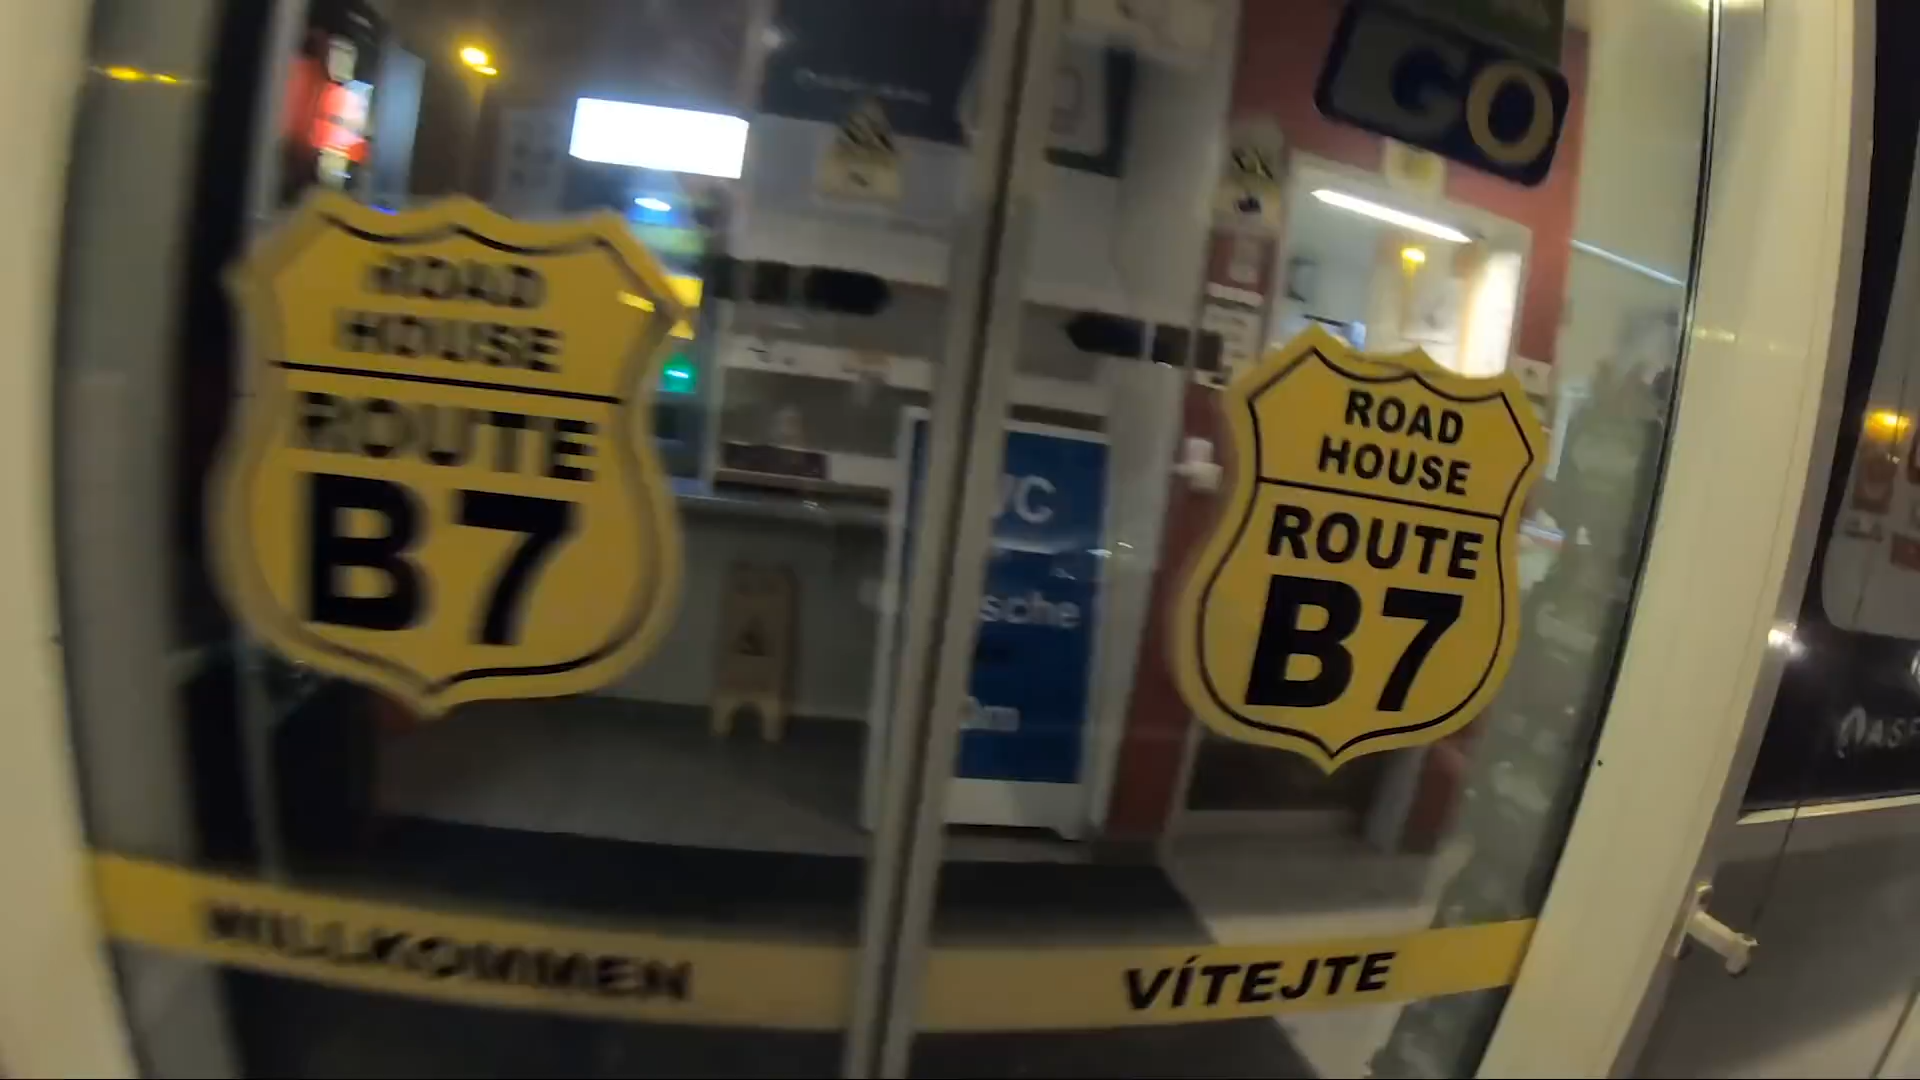 GO
ROAD
HOUSE
ROUTE
B7
ROAD
HOUSE
ROUTE
B7
WILLKOMMEN
VÍTEJTE